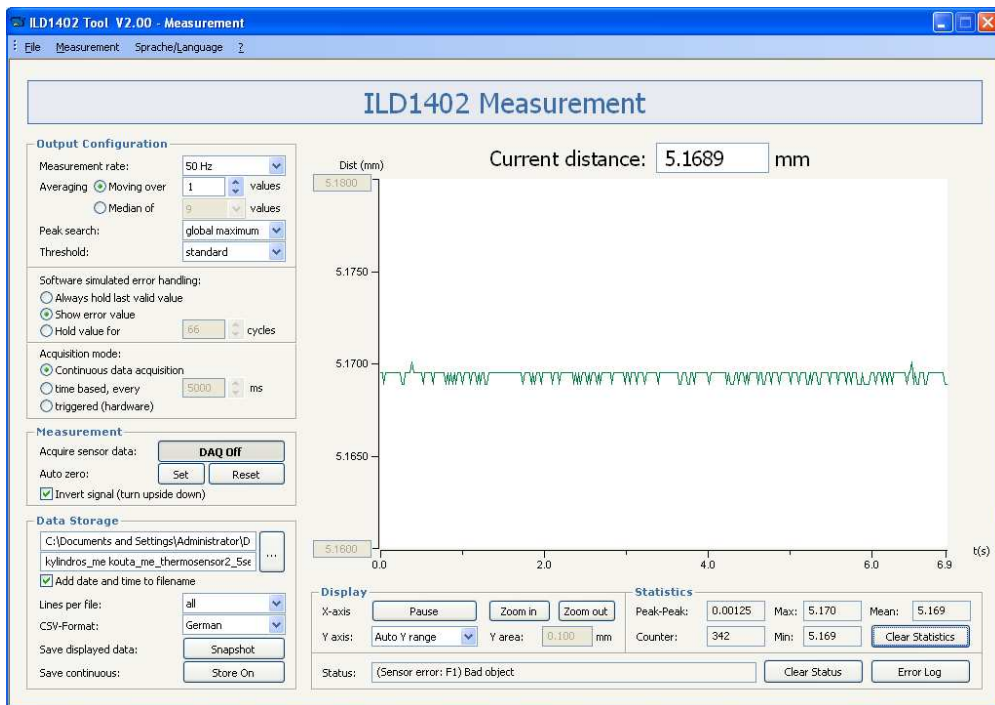 ILD1402 Tool V2.00 - Measurement
File Measurement Sprache/Language ?
ILD1402 Measurement
Output Configuration
Measurement rate: 50 Hz
Averaging Moving over 1 values
Median of 9 values
Peak search: global maximum
Threshold: standard
Software simulated error handling:
Always hold last valid value
Show error value
Hold value for 66 cycles
Acquisition mode:
Continuous data acquisition
time based, every 5000 ms
triggered (hardware)
Measurement
Acquire sensor data: DAQ Off
Auto zero: Set Reset
Invert signal (turn upside down)
Data Storage
C:\Documents and Settings\Administrator\D
kylindros_me kouta_me_thermosensor2_5se
...
Add date and time to filename
Lines per file: all
CSV-Format: German
Save displayed data: Snapshot
Save continuous: Store On
Dist (mm)
Current distance: 5.1689 mm
5.1800
5.1750
5.1700
5.1650
5.1600
0.0 2.0 4.0 6.0 6.9
t(s)
Display
X-axis Pause Zoom in Zoom out
Y axis: Auto Y range Y area: 0.100 mm
Statistics
Peak-Peak: 0.00125 Max: 5.170 Mean: 5.169
Counter: 342 Min: 5.169 Clear Statistics
Status: (Sensor error: F1) Bad object Clear Status Error Log